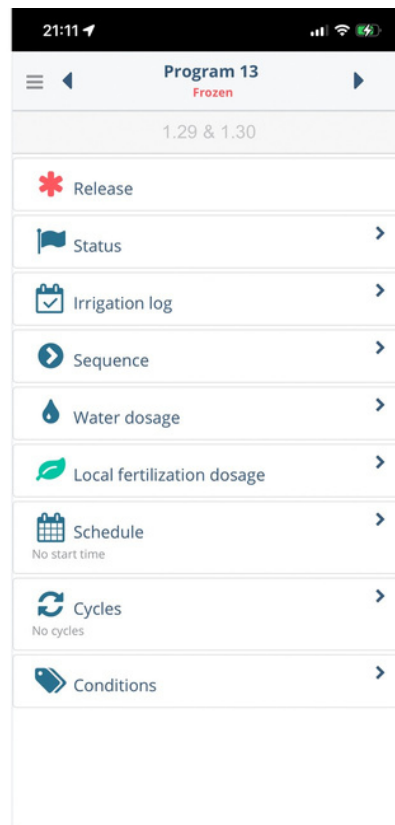 21:11
Program 13
Frozen
1.29 & 1.30
Release
Status
Irrigation log
Sequence
Water dosage
Local fertilization dosage
Schedule
No start time
Cycles
No cycles
Conditions